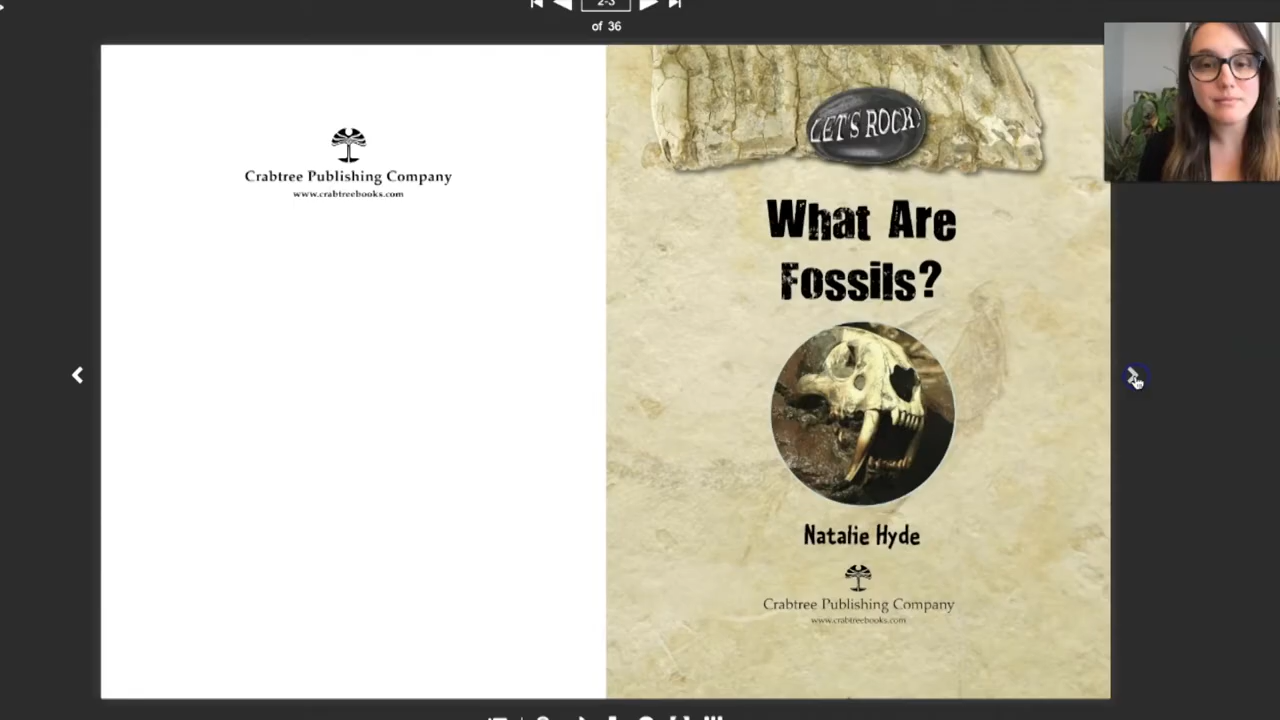 2-3
of 36
Crabtree Publishing Company
www.crabtreebooks.com
LET'S ROCK!
What Are
Fossils?
Natalie Hyde
Crabtree Publishing Company
www.crabtreebooks.com